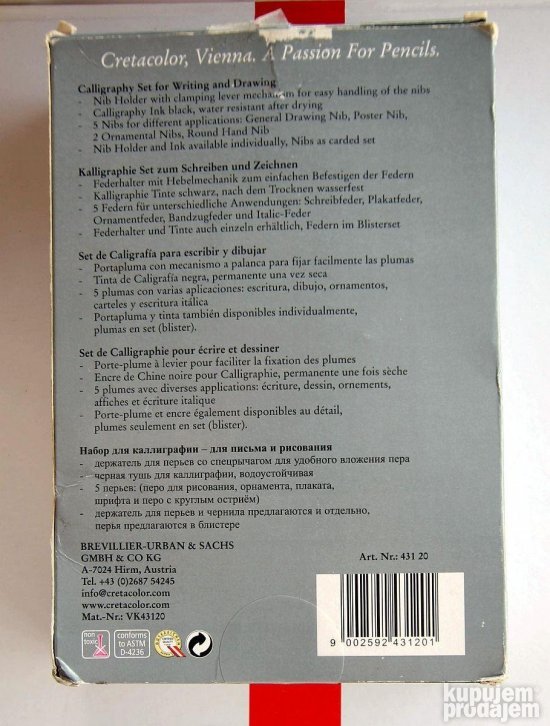 Cretacolor, Vienna. A Passion For Pencils.
Calligraphy Set for Writing and Drawing
- Nib Holder with clamping lever mechanism for easy handling of the nibs
- Calligraphy Ink black, water resistant after drying
- 5 Nibs for different applications: General Drawing Nib, Poster Nib,
2 Ornamental Nibs, Round Hand Nib
- Nib Holder and Ink available individually, Nibs as carded set
Kalligraphie Set zum Schreiben und Zeichnen
- Federhalter mit Hebelmechanik zum einfachen Befestigen der Federn
- Kalligraphie Tinte schwarz, nach dem Trocknen wasserfest
- 5 Federn für unterschiedliche Anwendungen: Schreibfeder, Plakatfeder,
Ornamentfeder, Bandzugfeder und Italic-Feder
- Federhalter und Tinte auch einzeln erhältlich, Federn im Blisterset
Set de Caligrafía para escribir y dibujar
- Portapluma con mecanismo a palanca para fijar facilmente las plumas
- Tinta de Caligrafía negra, permanente una vez seca
- 5 plumas con varias aplicaciones: escritura, dibujo, ornamentos,
carteles y escritura itálica
- Portapluma y tinta también disponibles individualmente,
plumas en set (blister).
Set de Calligraphie pour écrire et dessiner
- Porte-plume à levier pour faciliter la fixation des plumes
- Encre de Chine noire pour Calligraphie, permanente une fois sèche
- 5 plumes avec diverses applications: écriture, dessin, ornements,
affiches et écriture italique
- Porte-plume et encre également disponibles au détail,
plumes seulement en set (blister).
Набор для каллиграфии – для письма и рисования
- держатель для перьев со спецрычагом для удобного вложения пера
- черная тушь для каллиграфии, водоустойчивая
- 5 перьев: (перо для рисования, орнамента, плаката,
шрифта и перо с круглым остриём)
- держатель для перьев и чернила предлагаются и отдельно,
перья предлагаются в блистере
BREVILLIER-URBAN & SACHS
GMBH & CO KG
A-7024 Hirm, Austria
Tel. +43 (0)2687 54245
info@cretacolor.com
www.cretacolor.com
Mat.-Nr.: VK43120
Art. Nr.: 431 20
9 002592 431201
non
toxic
conforms
to ASTM
D-4236
kupujem
prodajem